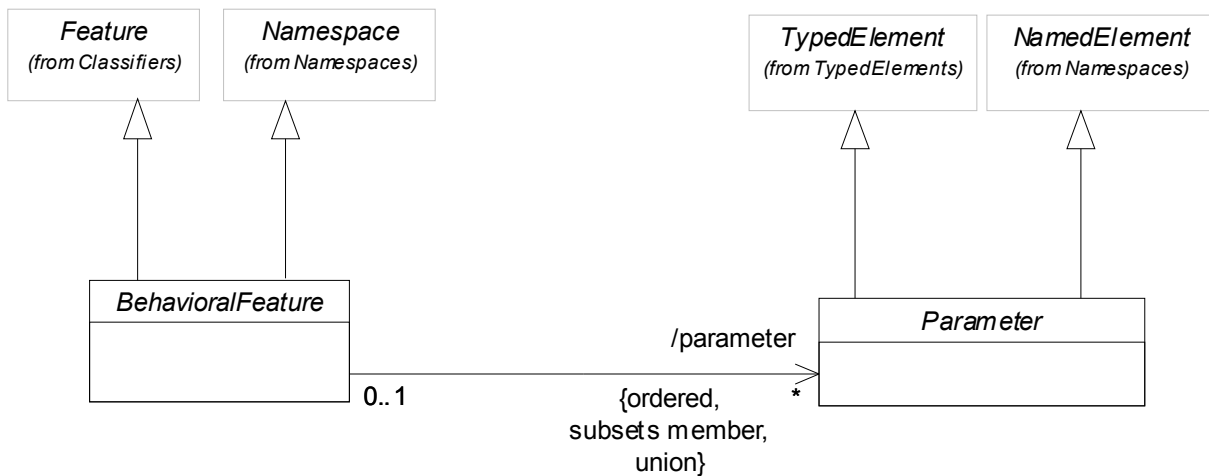 Feature
(from Classifiers)
Namespace
(from Namespaces)
TypedElement
(from TypedElements)
NamedElement
(from Namespaces)
BehavioralFeature
Parameter
/parameter
0..1
*
{ordered,
subsets member,
union}